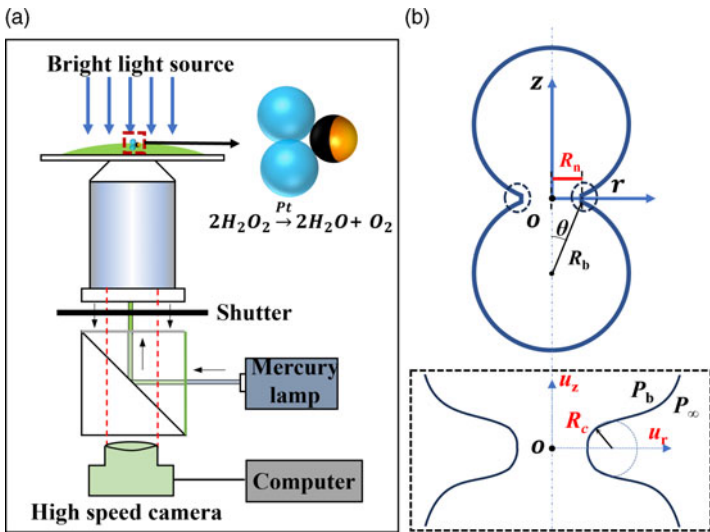 (a)
Bright light source
Pt
2H₂O₂ → 2H₂O + O₂
Shutter
Mercury
lamp
Computer
High speed camera
(b)
z
Rn
r
o
θ
Rb
uz
Pb
P∞
Rc
ur
o